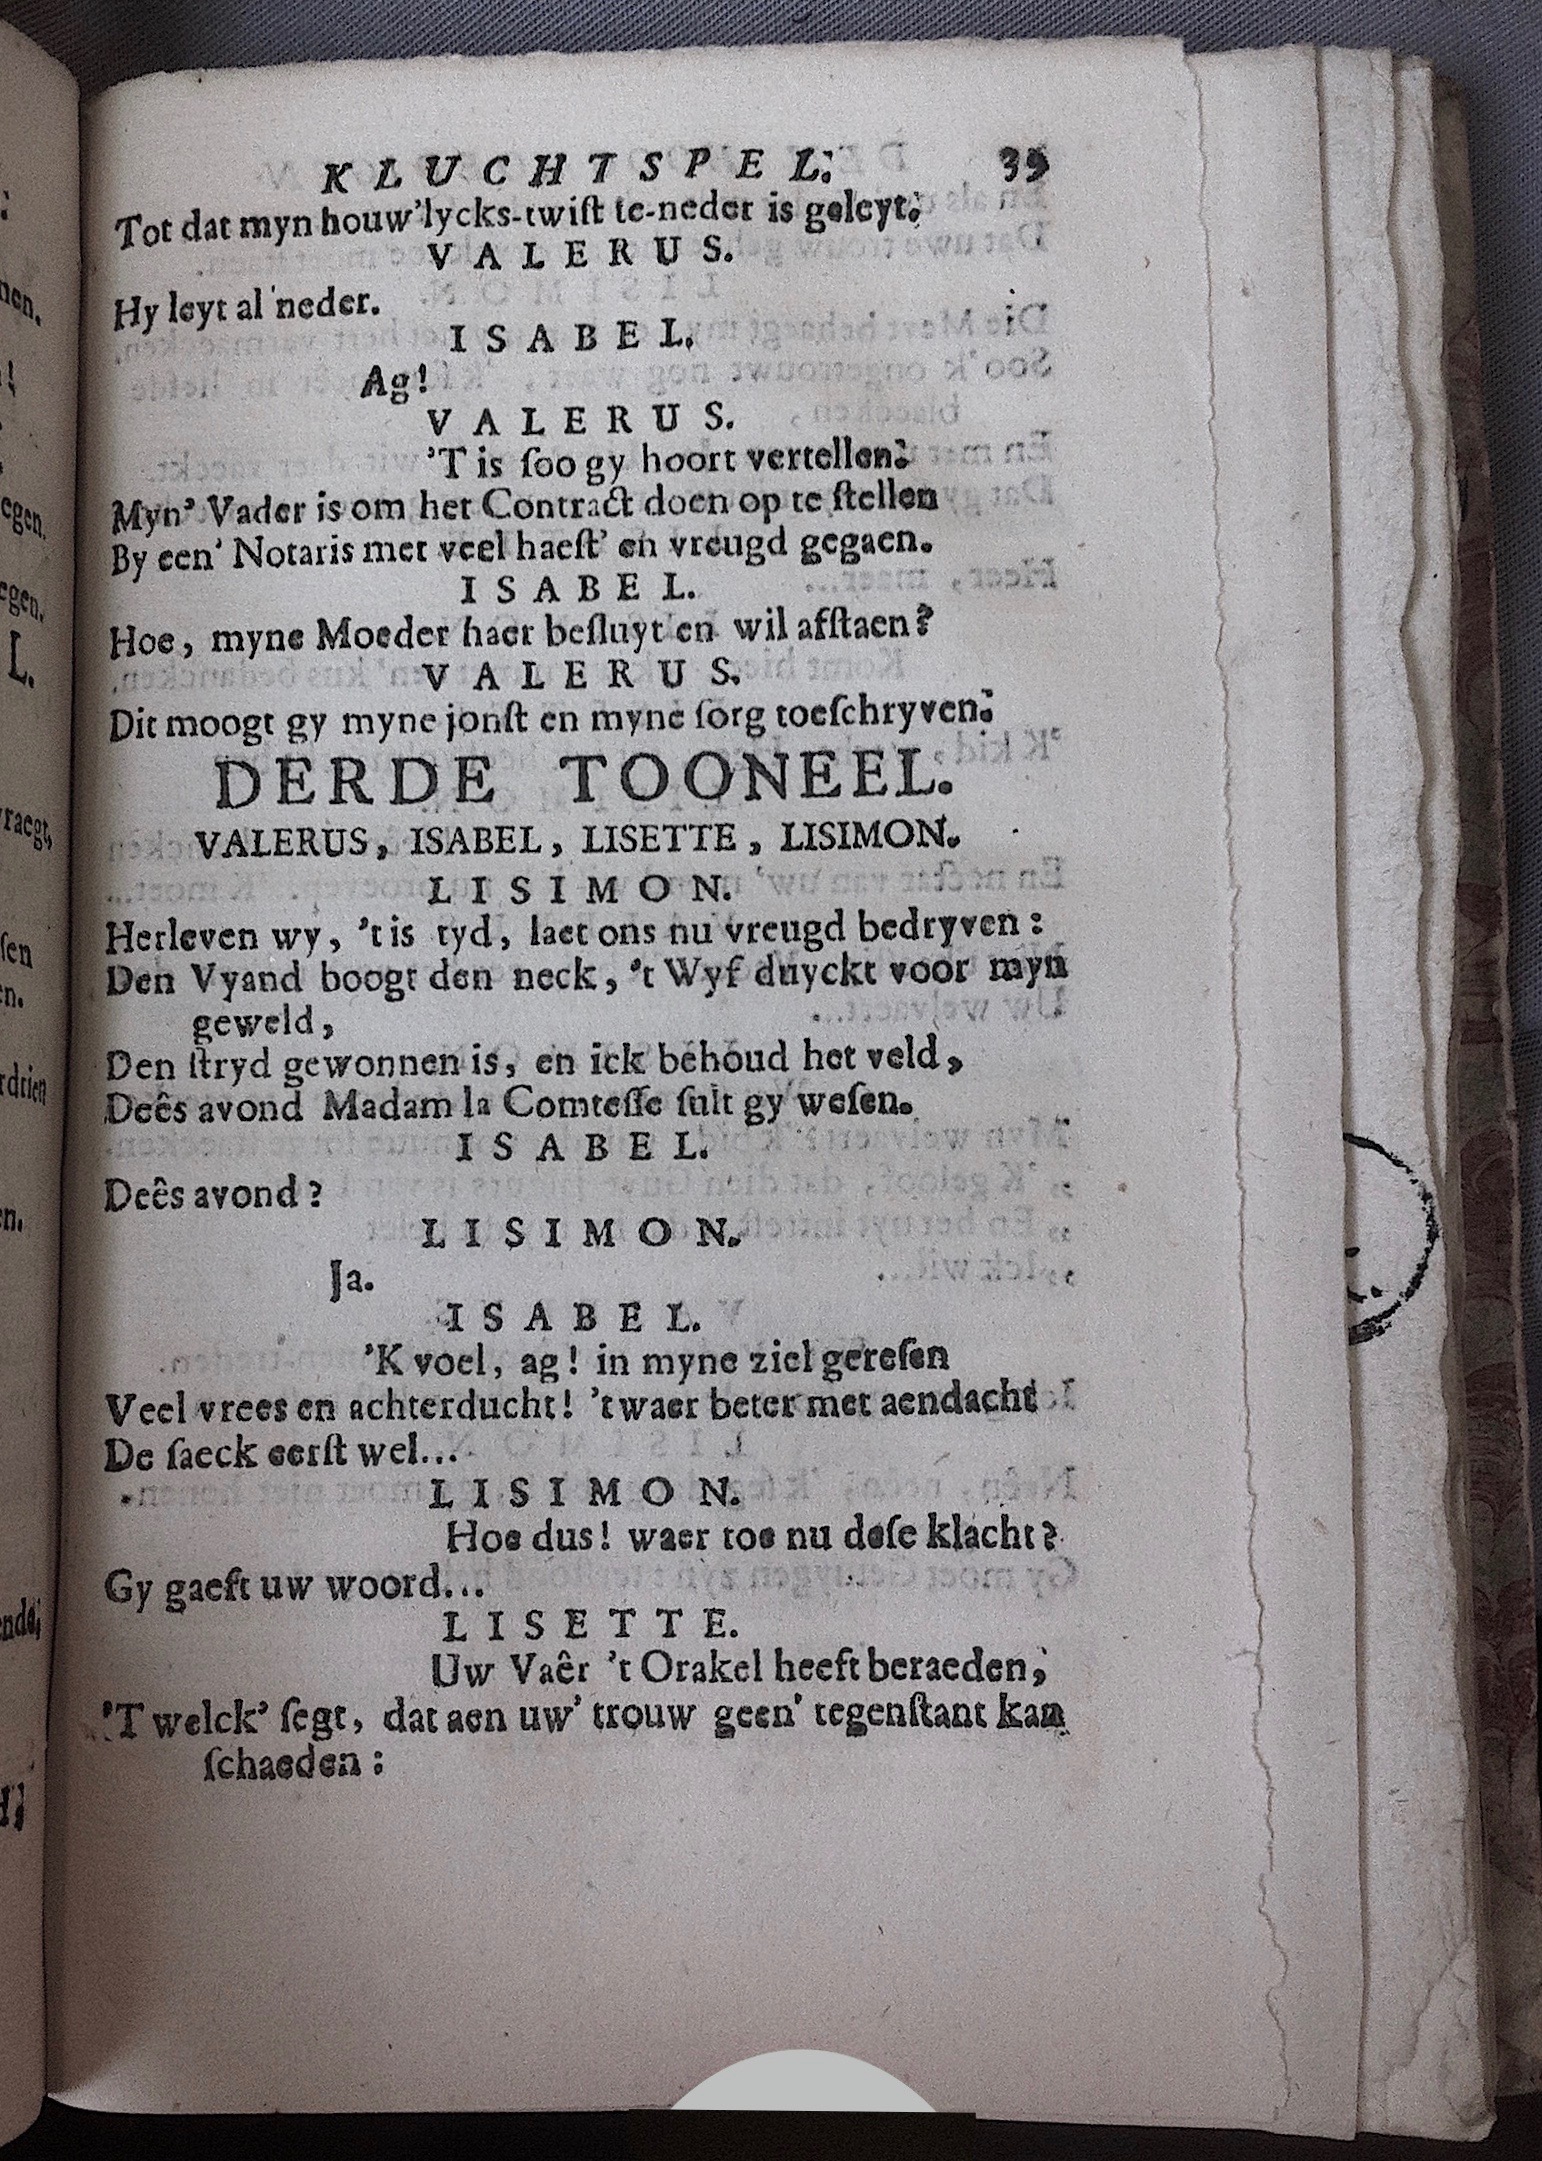 KLUCHTSPEL. 39
Tot dat myn houw'lycks-twiſt te-neder is geleyt.
VALERUS.
Hy leyt al neder.
ISABEL.
Ag!
VALERUS.
'T is ſoo gy hoort vertellen.
Myn' Vader is om het Contract doen op te ſtellen
By een' Notaris met veel haeſt' en vreugd gegaen.
ISABEL.
Hoe, myne Moeder haer beſluyt en wil afſtaen?
VALERUS.
Dit moogt gy myne jonſt en myne ſorg toeſchryven.
DERDE TOONEEL.
VALERUS, ISABEL, LISETTE, LISIMON.
LISIMON.
Herleven wy, 't is tyd, laet ons nu vreugd bedryven:
Den Vyand boogt den neck, 't Wyf duyckt voor myn
geweld,
Den ſtryd gewonnen is, en ick behoud het veld,
Deês avond Madam la Comteſſe ſult gy weſen.
ISABEL.
Deês avond?
LISIMON.
Ja.
ISABEL.
'K voel, ag! in myne ziel gereſen
Veel vrees en achterducht! 't waer beter met aendacht
De ſaeck eerſt wel...
LISIMON.
Hoe dus! waer toe nu deſe klacht?
Gy gaeft uw woord...
LISETTE.
Uw Vaêr 't Orakel heeft beraeden,
'T welck' ſegt, dat aen uw' trouw geen' tegenſtant kan
ſchaeden: